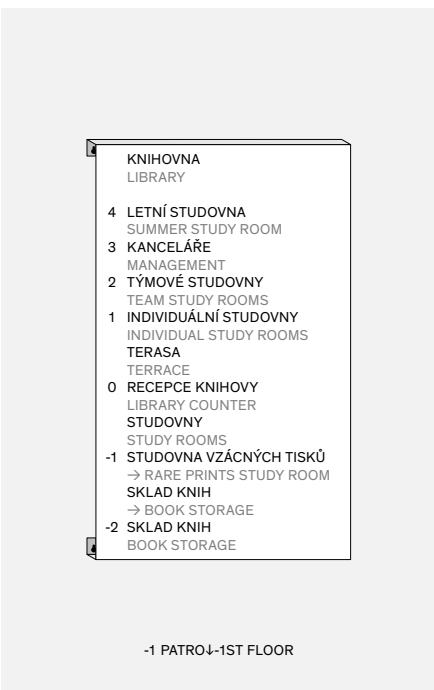 KNIHOVNA
LIBRARY
4 LETNÍ STUDOVNA
SUMMER STUDY ROOM
3 KANCELÁŘE
MANAGEMENT
2 TÝMOVÉ STUDOVNY
TEAM STUDY ROOMS
1 INDIVIDUÁLNÍ STUDOVNY
INDIVIDUAL STUDY ROOMS
TERASA
TERRACE
0 RECEPCE KNIHOVY
LIBRARY COUNTER
STUDOVNY
STUDY ROOMS
-1 STUDOVNA VZÁCNÝCH TISKŮ
→ RARE PRINTS STUDY ROOM
SKLAD KNIH
→ BOOK STORAGE
-2 SKLAD KNIH
BOOK STORAGE
-1 PATRO↓-1ST FLOOR